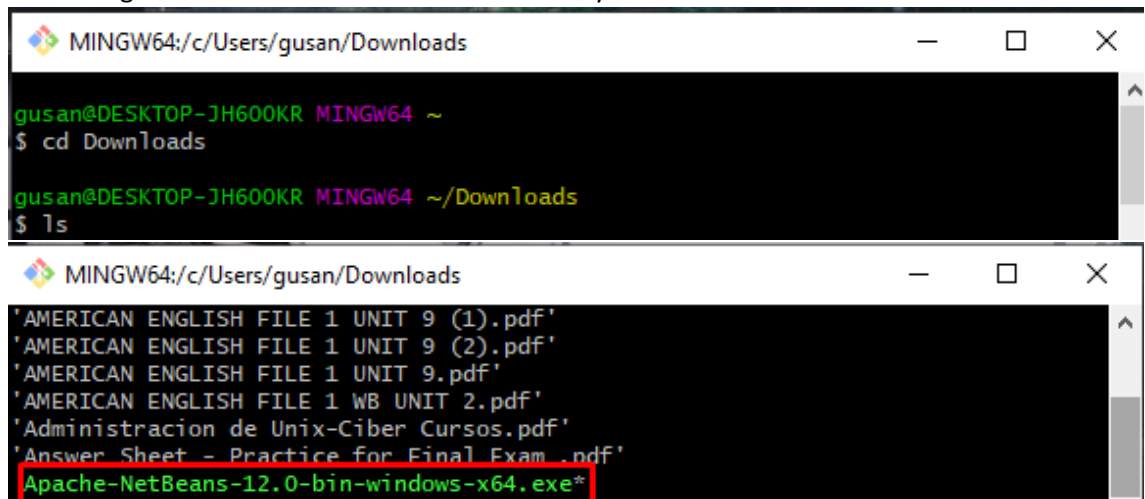 MINGW64:/c/Users/gusan/Downloads
gusan@DESKTOP-JH6OOKR MINGW64 ~
$ cd Downloads
gusan@DESKTOP-JH6OOKR MINGW64 ~/Downloads
$ ls
MINGW64:/c/Users/gusan/Downloads
'AMERICAN ENGLISH FILE 1 UNIT 9 (1).pdf'
'AMERICAN ENGLISH FILE 1 UNIT 9 (2).pdf'
'AMERICAN ENGLISH FILE 1 UNIT 9.pdf'
'AMERICAN ENGLISH FILE 1 WB UNIT 2.pdf'
'Administracion de Unix-Ciber Cursos.pdf'
'Answer Sheet - Practice for Final Exam .pdf'
Apache-NetBeans-12.0-bin-windows-x64.exe*